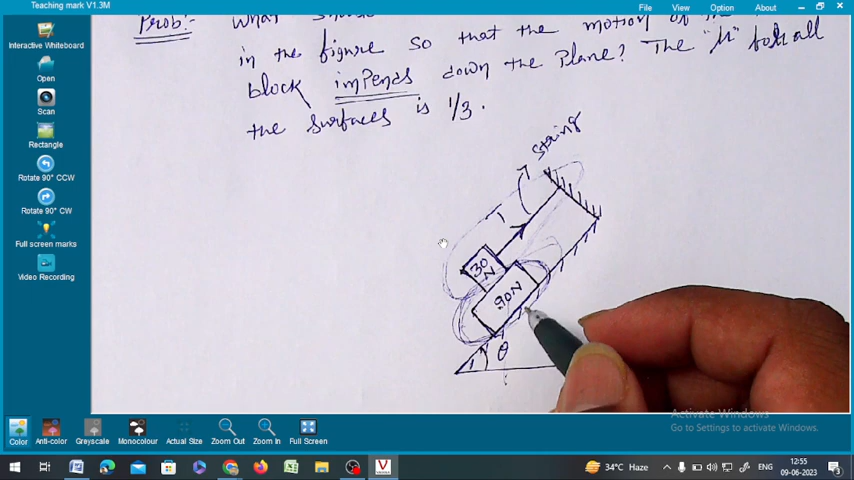 Teaching mark V1.3M
File View Option About
Interactive Whiteboard
Open
Scan
Rectangle
Rotate 90° CCW
Rotate 90° CW
Full screen marks
Video Recording
Prob:- What
in the figure so that the motion of the
block impends down the Plane? The "μ" for all
the surfaces is 1/3.
string
30
N
90N
θ
Activate Windows
Go to Settings to activate Windows.
Color
Anti-color
Greyscale
Monocolour
Actual Size
Zoom Out
Zoom In
Full Screen
34°C Haze
ENG
12:55
09-06-2023